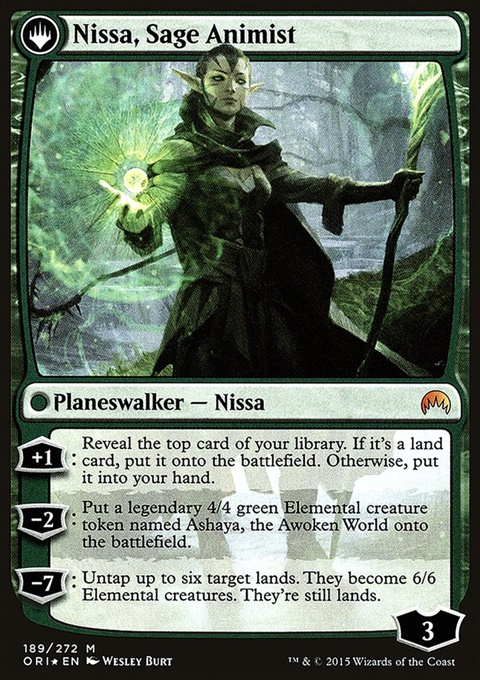 Nissa, Sage Animist
Planeswalker — Nissa
+1: Reveal the top card of your library. If it's a land
card, put it onto the battlefield. Otherwise, put
it into your hand.
-2: Put a legendary 4/4 green Elemental creature
token named Ashaya, the Awoken World onto
the battlefield.
-7: Untap up to six target lands. They become 6/6
Elemental creatures. They're still lands.
3
189/272 M
ORI★EN Wesley Burt
™ & © 2015 Wizards of the Coast